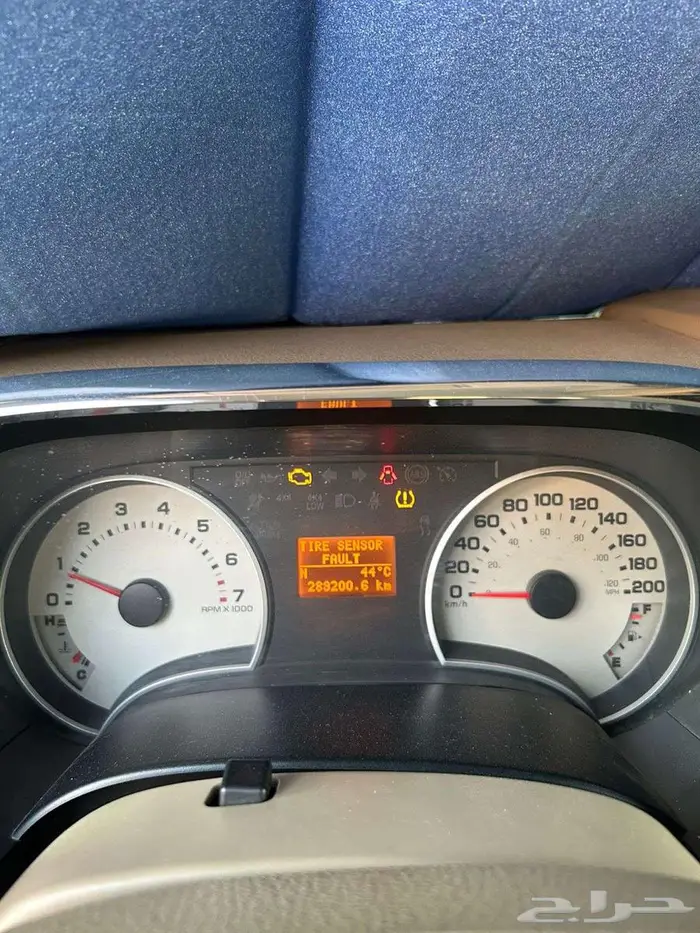 4X4
4X4
LOW
0 1 2 3 4 5 6 7
RPM X 1000
H
C
TIRE SENSOR
FAULT
N 44°C
289200.6 km
0 20 40 60 80 100 120 140 160 180 200
km/h
MPH
F
E
حراج